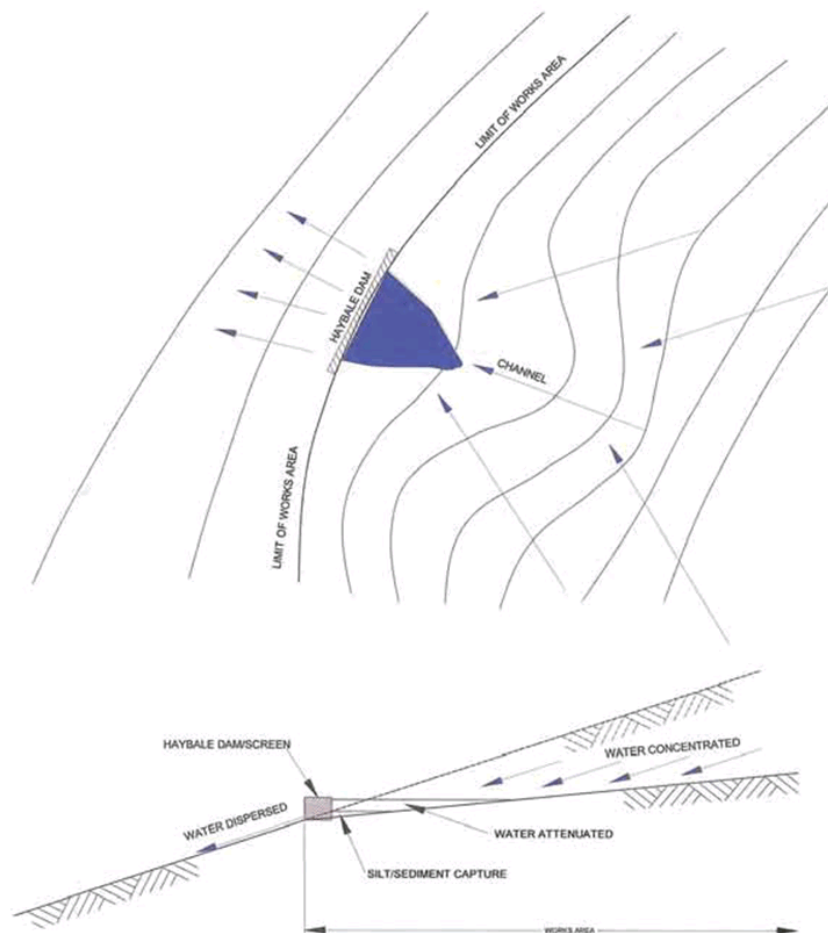 LIMIT OF WORKS AREA
HAYBALE DAM
CHANNEL
LIMIT OF WORKS AREA
HAYBALE DAM/SCREEN
WATER CONCENTRATED
WATER DISPERSED
WATER ATTENUATED
SILT/SEDIMENT CAPTURE
WORKS AREA